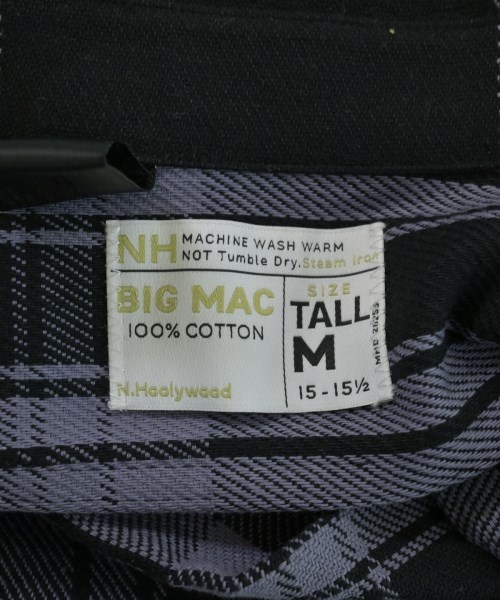 NH MACHINE WASH WARM
NOT Tumble Dry. Steam Iron
BIG MAC
100% COTTON
N.Hoolywood
SIZE
TALL
M
15-15½